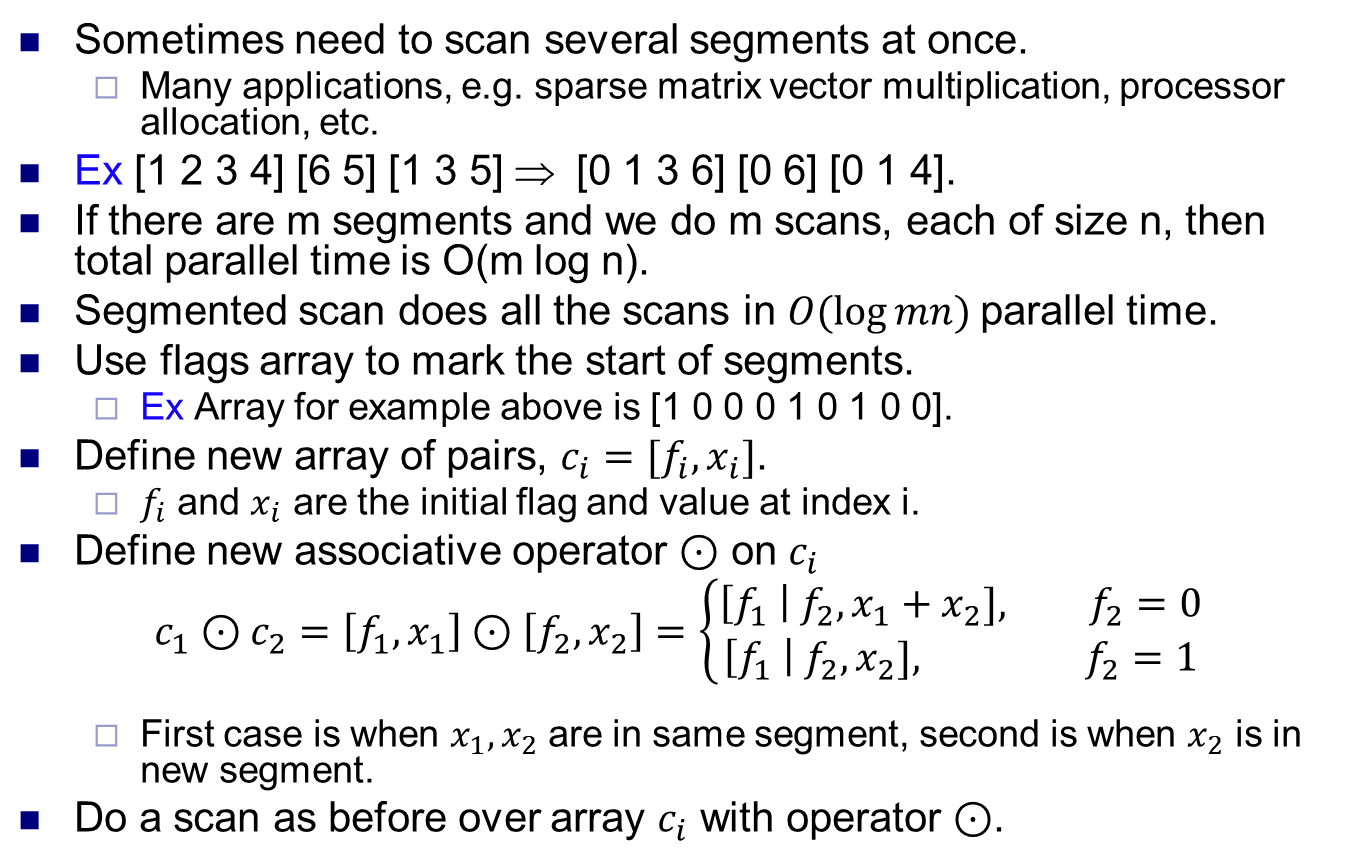 Sometimes need to scan several segments at once.
Many applications, e.g. sparse matrix vector multiplication, processor
allocation, etc.
Ex [1 2 3 4] [6 5] [1 3 5] ⇒ [0 1 3 6] [0 6] [0 1 4].
If there are m segments and we do m scans, each of size n, then
total parallel time is O(m log n).
Segmented scan does all the scans in O(log mn) parallel time.
Use flags array to mark the start of segments.
Ex Array for example above is [1 0 0 0 1 0 1 0 0].
Define new array of pairs, cᵢ = [fᵢ, xᵢ].
fᵢ and xᵢ are the initial flag and value at index i.
Define new associative operator ⊙ on cᵢ
c₁ ⊙ c₂ = [f₁, x₁] ⊙ [f₂, x₂] = { [f₁ | f₂, x₁ + x₂], f₂ = 0
[f₁ | f₂, x₂], f₂ = 1
First case is when x₁, x₂ are in same segment, second is when x₂ is in
new segment.
Do a scan as before over array cᵢ with operator ⊙.